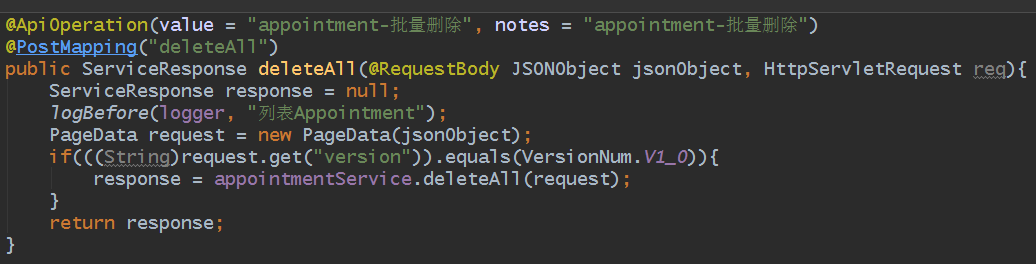 @ApiOperation(value = "appointment-批量删除", notes = "appointment-批量删除")
@PostMapping("deleteAll")
public ServiceResponse deleteAll(@RequestBody JSONObject jsonObject, HttpServletRequest req){
    ServiceResponse response = null;
    logBefore(logger, "列表Appointment");
    PageData request = new PageData(jsonObject);
    if(((String)request.get("version")).equals(VersionNum.V1_0)){
        response = appointmentService.deleteAll(request);
    }
    return response;
}